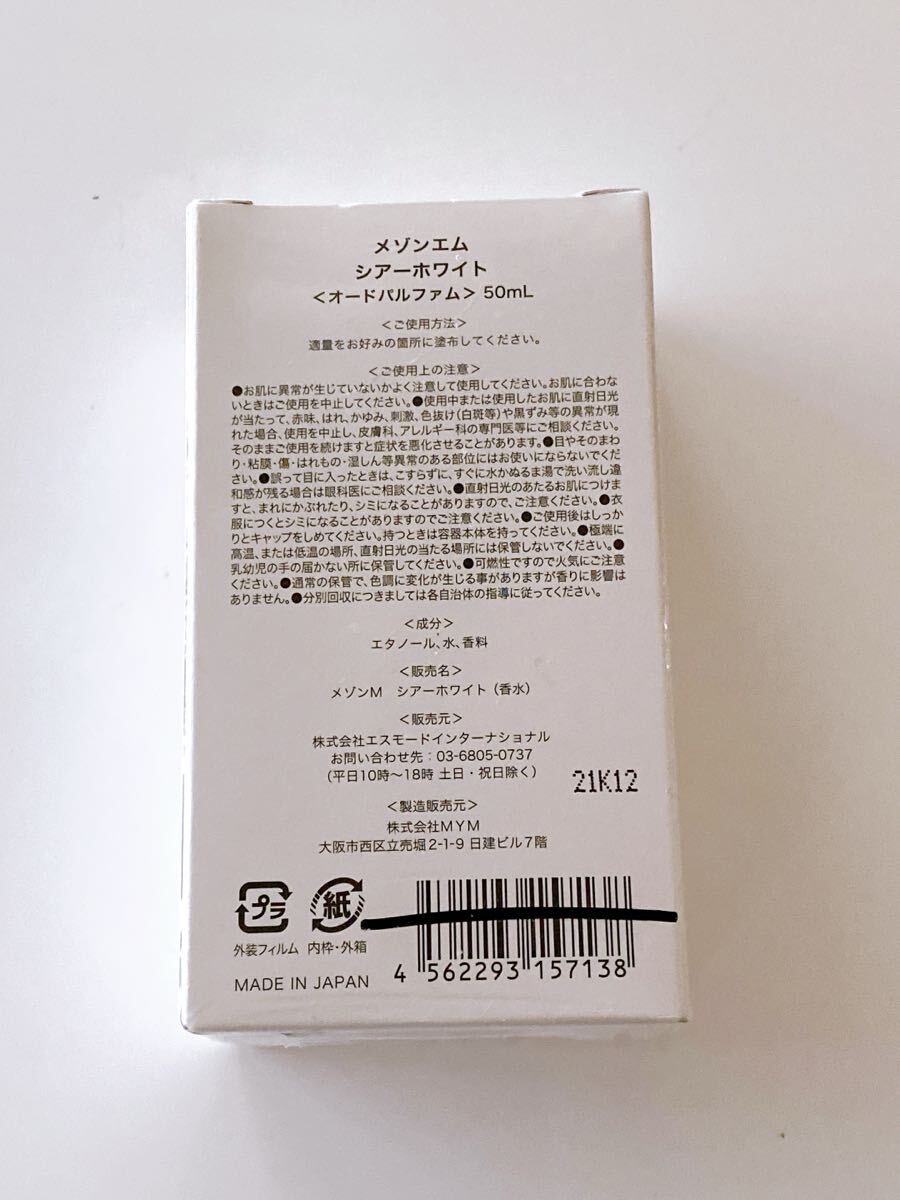 メゾンエム
シアーホワイト
＜オードパルファム＞ 50mL
＜ご使用方法＞
適量をお好みの箇所に塗布してください。
＜ご使用上の注意＞
●お肌に異常が生じていないかよく注意して使用してください。お肌に合わな
いときはご使用を中止してください。●使用中または使用したお肌に直射日光
が当たって、赤味、はれ、かゆみ、刺激、色抜け(白斑等)や黒ずみ等の異常が現
れた場合、使用を中止し、皮膚科、アレルギー科の専門医等にご相談ください。
そのままご使用を続けますと症状を悪化させることがあります。●目やそのまわ
り・粘膜・傷・はれもの・湿しん等異常のある部位にはお使いにならないでくだ
さい。●誤って目に入ったときは、こすらずに、すぐに水かぬるま湯で洗い流し違
和感が残る場合は眼科医にご相談ください。●直射日光のあたるお肌につけま
すと、まれにかぶれたり、シミになることがありますので、ご注意ください。●衣
服につくとシミになることがありますのでご注意ください。●ご使用後はしっか
りとキャップをしめてください。持つときは容器本体を持ってください。●極端に
高温、または低温の場所、直射日光の当たる場所には保管しないでください。●
乳幼児の手の届かない所に保管してください。●可燃性ですので火気にご注意
ください。●通常の保管で、色調に変化が生じる事がありますが香りに影響は
ありません。●分別回収につきましては各自治体の指導に従ってください。
＜成分＞
エタノール、水、香料
＜販売名＞
メゾンM　シアーホワイト（香水）
＜販売元＞
株式会社エスモードインターナショナル
お問い合わせ先：03-6805-0737
（平日10時〜18時 土日・祝日除く）
21K12
＜製造販売元＞
株式会社MYM
大阪市西区立売堀2-1-9 日建ビル7階
プラ 紙
外装フィルム 内枠・外箱
MADE IN JAPAN
4 562293 157138